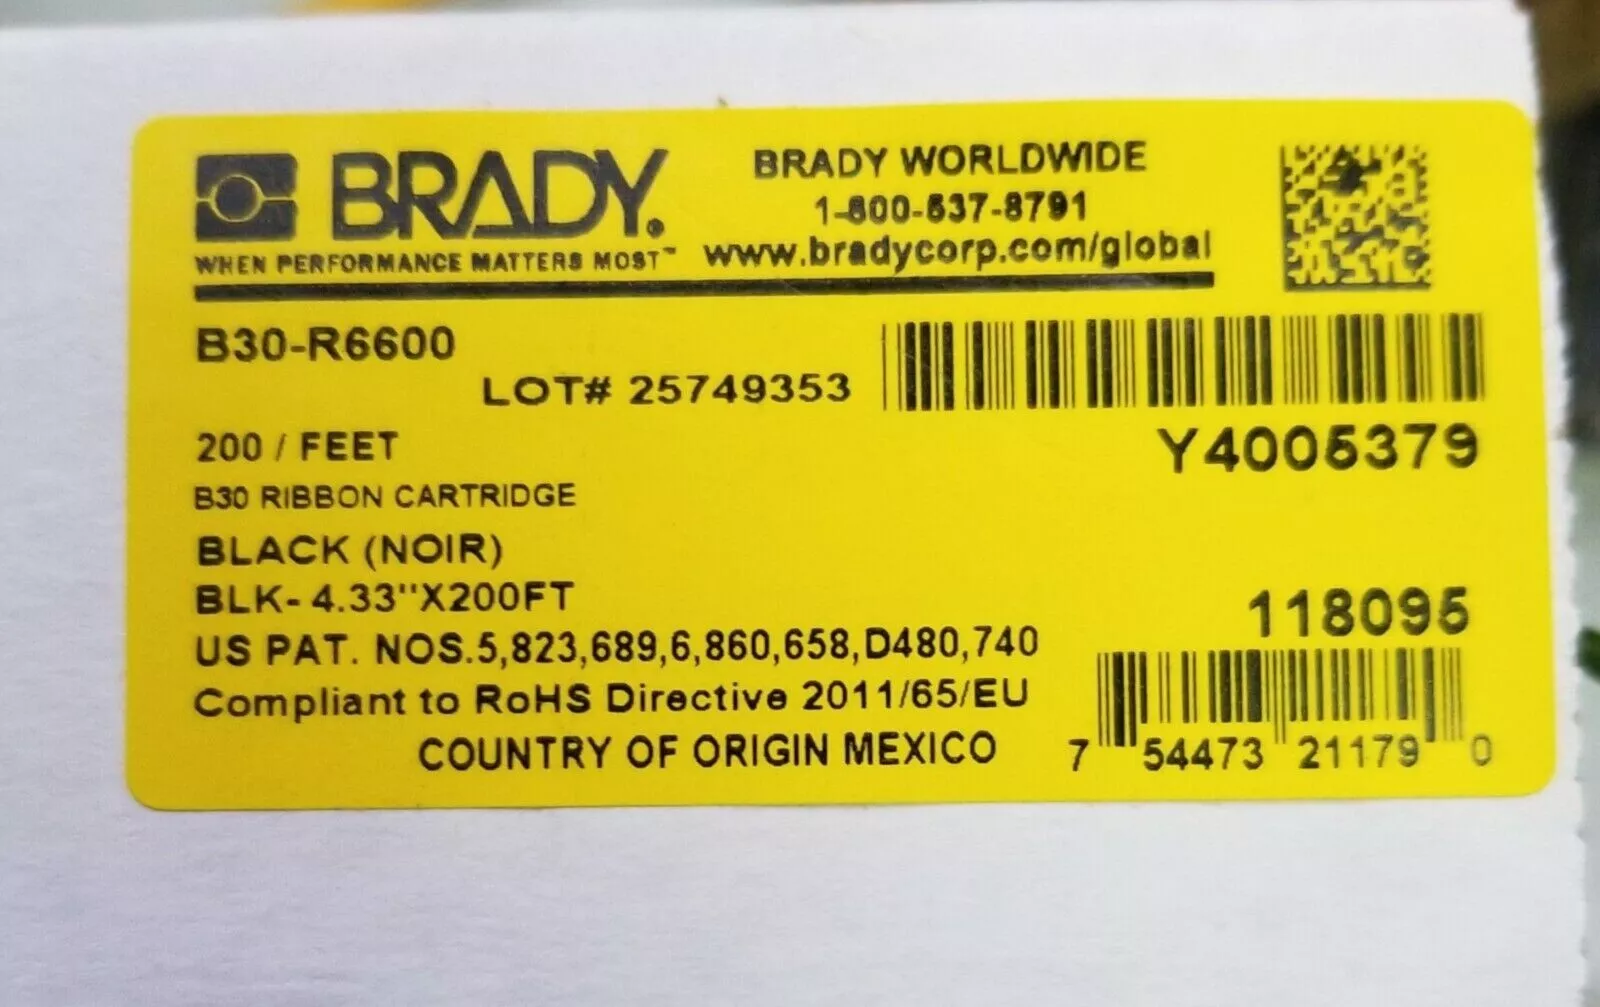 BRADY.
WHEN PERFORMANCE MATTERS MOST™
BRADY WORLDWIDE
1-800-537-8791
www.bradycorp.com/global
B30-R6600
LOT# 25749353
Y4005379
200 / FEET
B30 RIBBON CARTRIDGE
BLACK (NOIR)
BLK- 4.33"X200FT
118095
US PAT. NOS.5,823,689,6,860,658,D480,740
Compliant to RoHS Directive 2011/65/EU
COUNTRY OF ORIGIN MEXICO
7 54473 21179 0